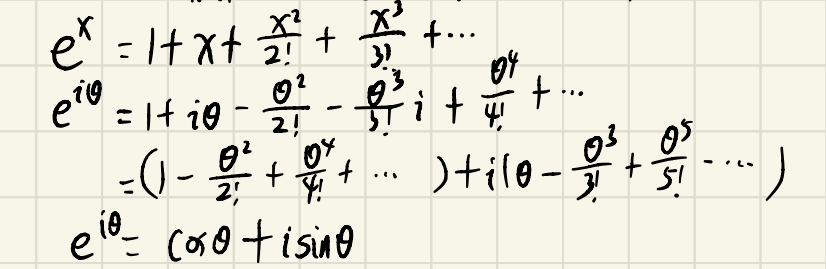 e^x = 1 + x + x²/2! + x³/3! + ⋯
e^{iθ} = 1 + iθ - θ²/2! - θ³/3! i + θ⁴/4! + ⋯
= (1 - θ²/2! + θ⁴/4! + ⋯ ) + i(θ - θ³/3! + θ⁵/5! - ⋯ )
e^{iθ} = cosθ + i sinθ